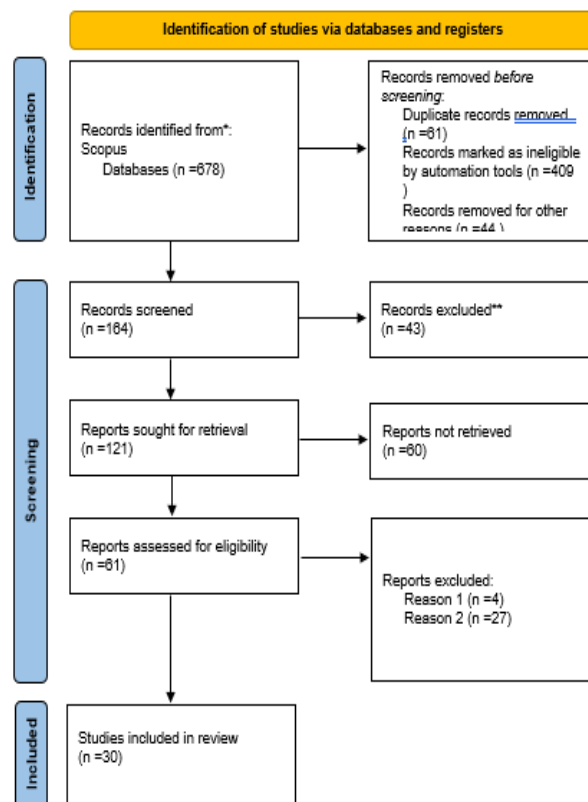 Identification of studies via databases and registers
Identification
Records identified from*:
Scopus
Databases (n =678)
Records removed before
screening:
Duplicate records removed
(n =61)
Records marked as ineligible
by automation tools (n =409
)
Records removed for other
reasons (n =44 )
Screening
Records screened
(n =164)
Records excluded**
(n =43)
Reports sought for retrieval
(n =121)
Reports not retrieved
(n =60)
Reports assessed for eligibility
(n =61)
Reports excluded:
Reason 1 (n =4)
Reason 2 (n =27)
Included
Studies included in review
(n =30)